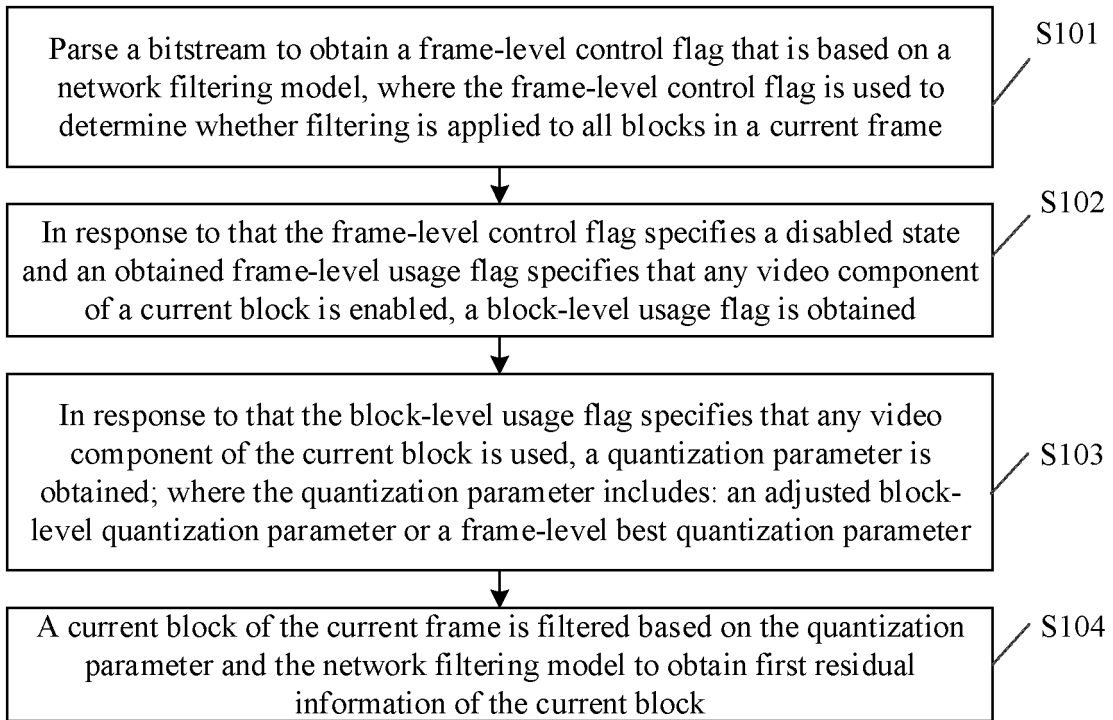 Parse a bitstream to obtain a frame-level control flag that is based on a
network filtering model, where the frame-level control flag is used to
determine whether filtering is applied to all blocks in a current frame
S101
In response to that the frame-level control flag specifies a disabled state
and an obtained frame-level usage flag specifies that any video component
of a current block is enabled, a block-level usage flag is obtained
S102
In response to that the block-level usage flag specifies that any video
component of the current block is used, a quantization parameter is
obtained; where the quantization parameter includes: an adjusted block-
level quantization parameter or a frame-level best quantization parameter
S103
A current block of the current frame is filtered based on the quantization
parameter and the network filtering model to obtain first residual
information of the current block
S104